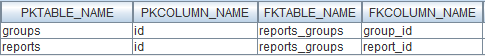 PKTABLE_NAME PKCOLUMN_NAME FKTABLE_NAME FKCOLUMN_NAME
groups id reports_groups group_id
reports id reports_groups report_id